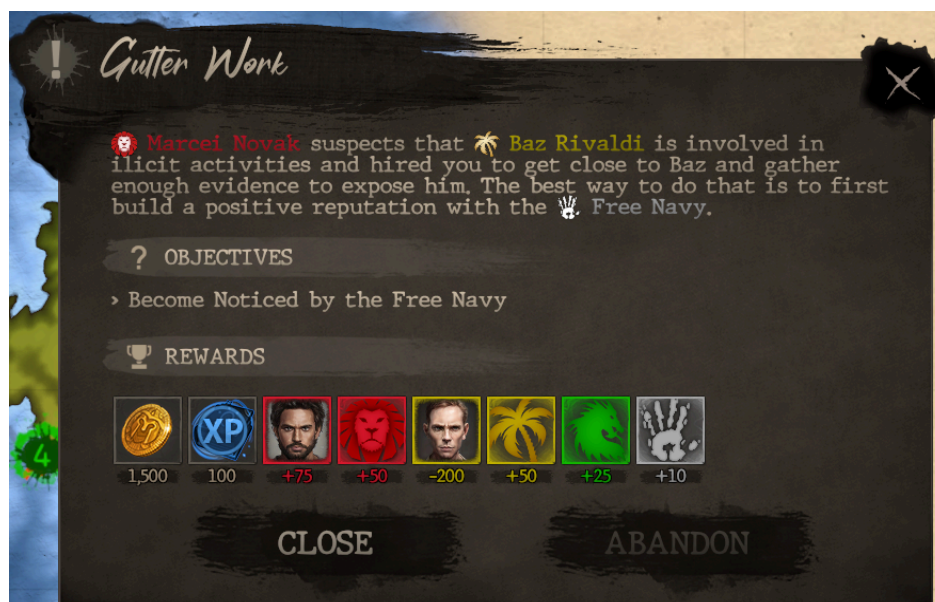 ! Gutter Work
Marcei Novak suspects that Baz Rivaldi is involved in
ilicit activities and hired you to get close to Baz and gather
enough evidence to expose him. The best way to do that is to first
build a positive reputation with the Free Navy.
? OBJECTIVES
› Become Noticed by the Free Navy
REWARDS
XP
1,500 100 +75 +50 -200 +50 +25 +10
4
CLOSE ABANDON